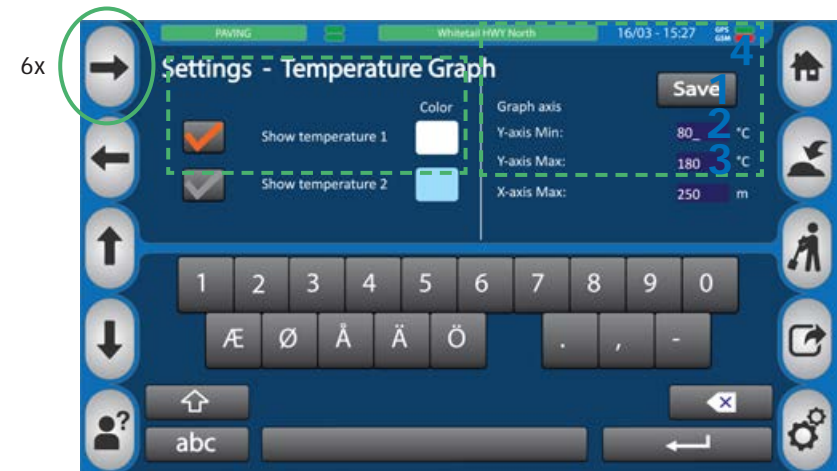 PAVING Whitetail HWY North 16/03 - 15:27 GPS GSM
4
6x
Settings - Temperature Graph
Save
1
Color Graph axis
Show temperature 1 Y-axis Min: 80_ °C
2
Y-axis Max: 180 °C
3
Show temperature 2 X-axis Max: 250 m
1 2 3 4 5 6 7 8 9 0
Æ Ø Å Ä Ö . , -
abc
?